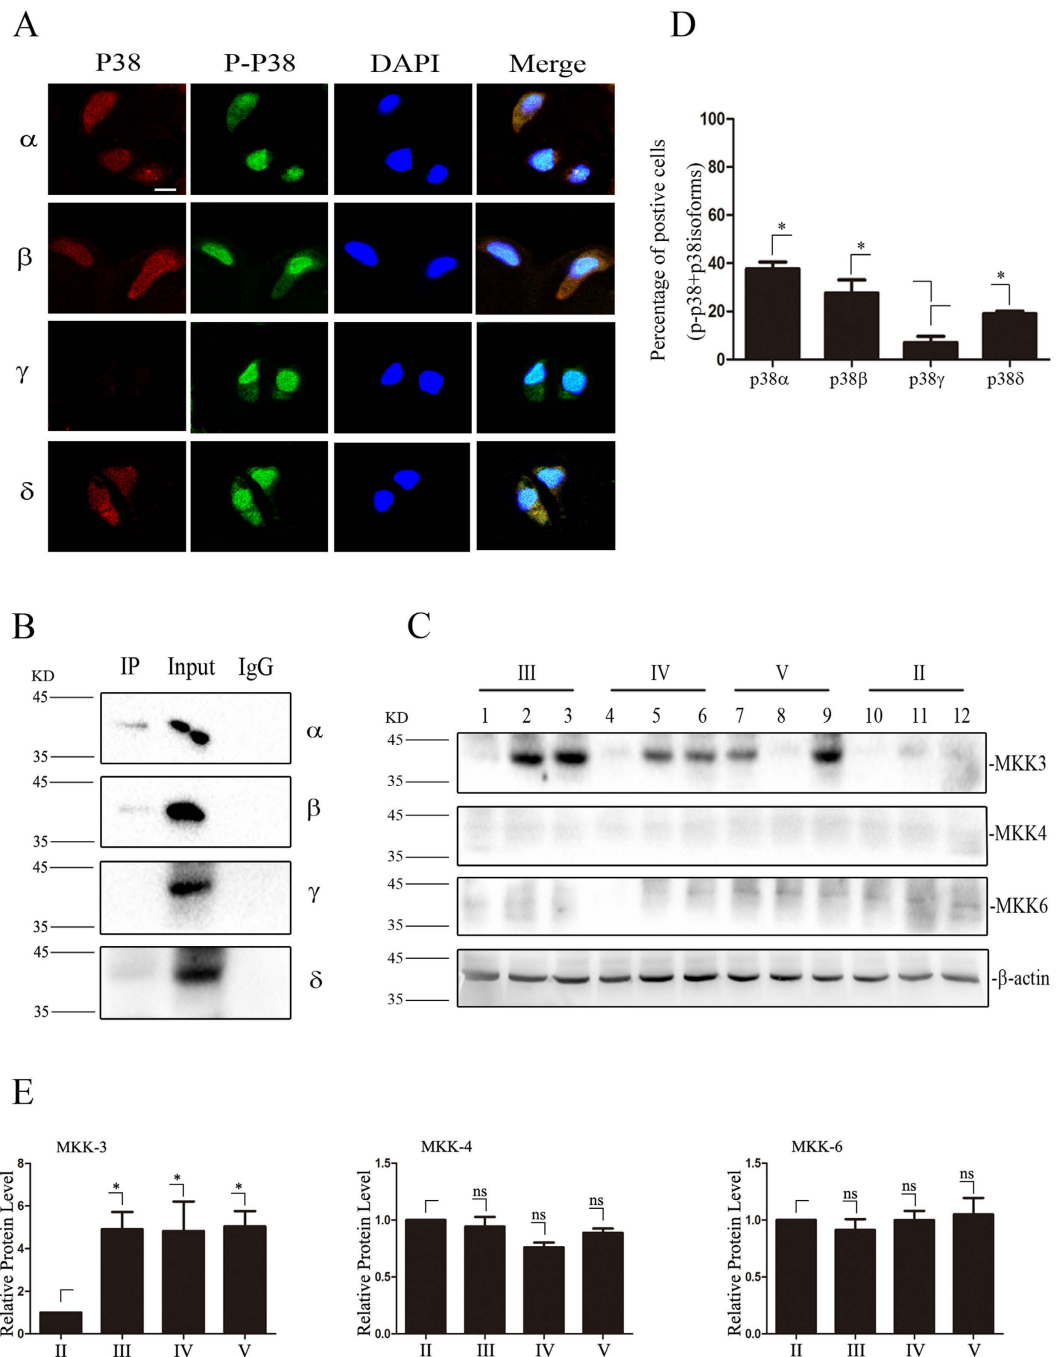 A
P38 P-P38 DAPI Merge
α
β
γ
δ
D
Percentage of postive cells
(p-p38+p38isoforms)
100
80
60
40
20
0
* * *
p38α p38β p38γ p38δ
B
KD IP Input IgG
45
35
α
45
35
β
45
35
γ
45
35
δ
C
III IV V II
KD 1 2 3 4 5 6 7 8 9 10 11 12
45
35
-MKK3
45
35
-MKK4
45
35
-MKK6
45
35
-β-actin
E
MKK-3
Relative Protein Level
8
6
4
2
0
* * *
II III IV V
MKK-4
Relative Protein Level
1.5
1.0
0.5
0.0
ns ns ns
II III IV V
MKK-6
Relative Protein Level
1.5
1.0
0.5
0.0
ns ns ns
II III IV V